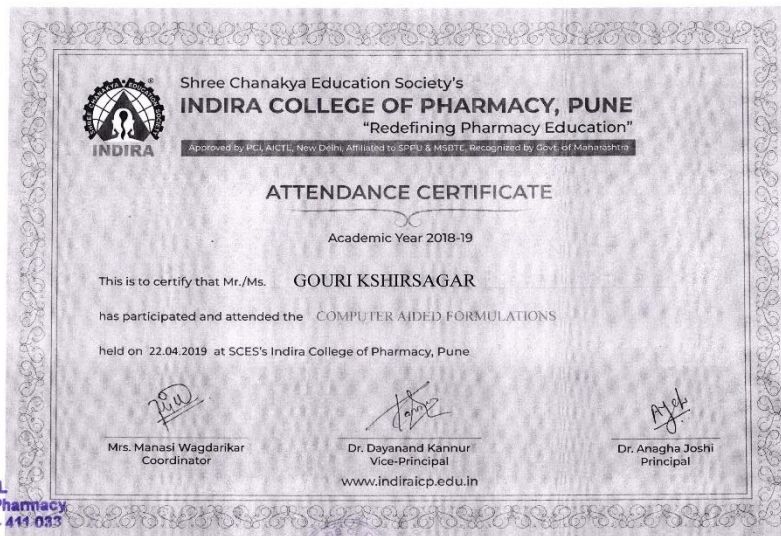 SHREE CHANAKYA EDUCATION SOCIETY
INDIRA
Shree Chanakya Education Society's
INDIRA COLLEGE OF PHARMACY, PUNE
"Redefining Pharmacy Education"
Approved by PCI, AICTE, New Delhi, Affiliated to SPPU & MSBTE, Recognized by Govt. of Maharashtra
ATTENDANCE CERTIFICATE
Academic Year 2018-19
This is to certify that Mr./Ms. GOURI KSHIRSAGAR
has participated and attended the COMPUTER AIDED FORMULATIONS
held on 22.04.2019 at SCES's Indira College of Pharmacy, Pune
Mrs. Manasi Wagdarikar
Coordinator
Dr. Dayanand Kannur
Vice-Principal
Dr. Anagha Joshi
Principal
www.indiraicp.edu.in
L
Pharmacy,
411 033